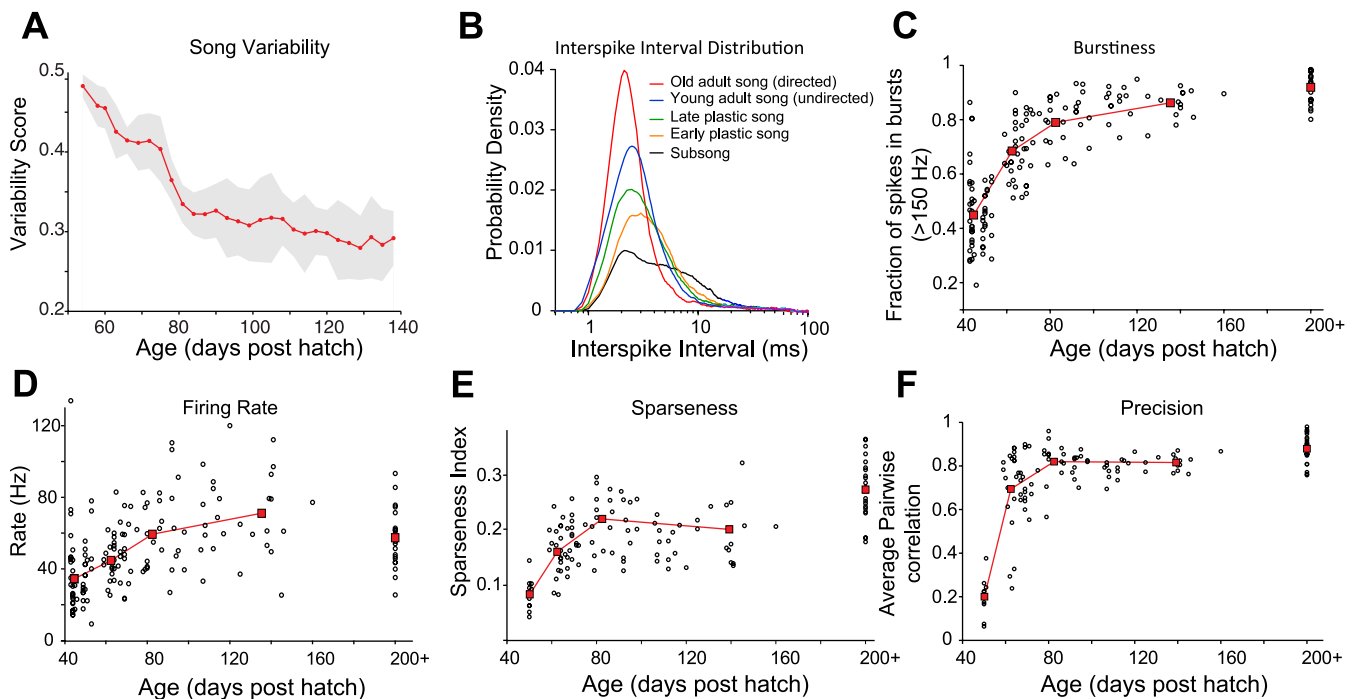 A
Song Variability
Variability Score
0.5
0.4
0.3
0.2
60
80
100
120
140
Age (days post hatch)
B
Interspike Interval Distribution
Probability Density
0.04
0.03
0.02
0.01
0
Old adult song (directed)
Young adult song (undirected)
Late plastic song
Early plastic song
Subsong
1
10
100
Interspike Interval (ms)
C
Burstiness
Fraction of spikes in bursts
(>150 Hz)
1
0.8
0.6
0.4
0.2
40
80
120
160
200+
Age (days post hatch)
D
Firing Rate
Rate (Hz)
120
80
40
0
40
80
120
160
200+
Age (days post hatch)
E
Sparseness
Sparseness Index
0.3
0.2
0.1
40
80
120
160
200+
Age (days post hatch)
F
Precision
Average Pairwise
correlation
1
0.8
0.6
0.4
0.2
0
40
80
120
160
200+
Age (days post hatch)